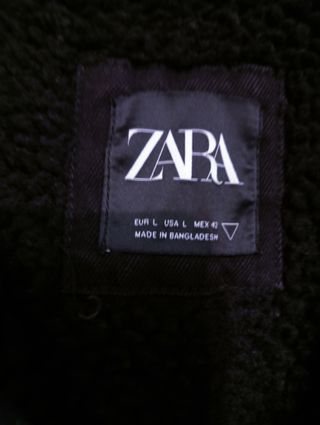 ZARA
EUR L USA L MEX 42
MADE IN BANGLADESH